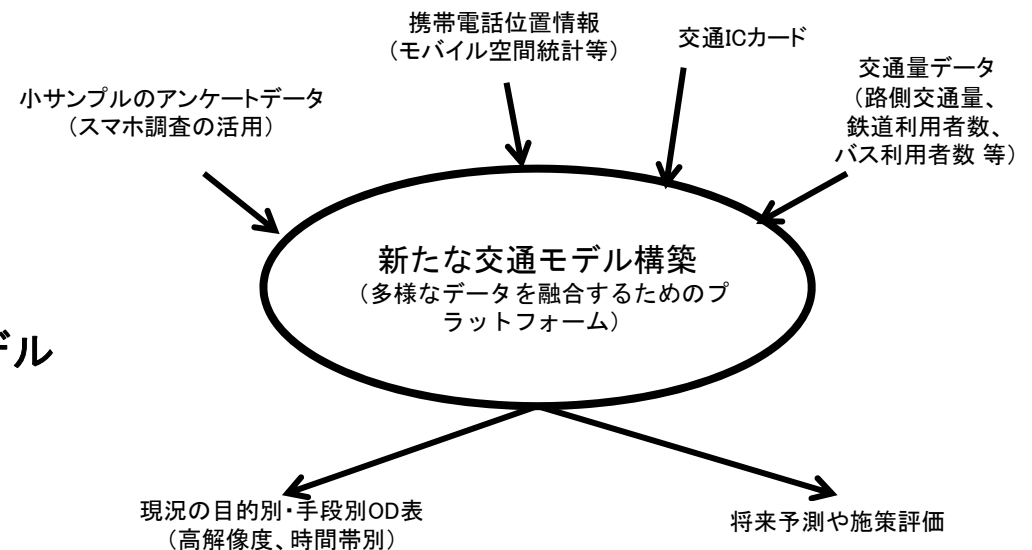 携帯電話位置情報
（モバイル空間統計等）
交通ICカード
交通量データ
（路側交通量、
鉄道利用者数、
バス利用者数 等）
小サンプルのアンケートデータ
（スマホ調査の活用）
新たな交通モデル構築
（多様なデータを融合するためのプ
ラットフォーム）
デル
現況の目的別・手段別OD表
（高解像度、時間帯別）
将来予測や施策評価